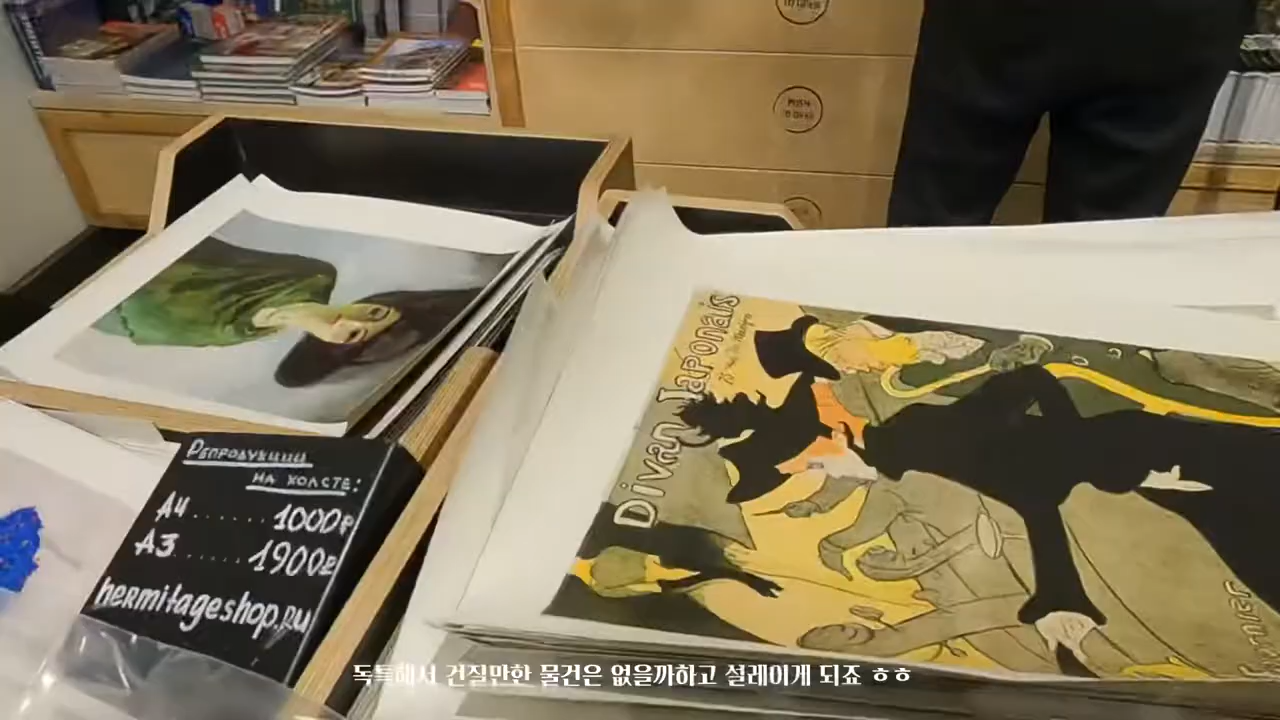 PUSH
Divan Japonais
Репродукции
на холсте:
А4 ...... 1000₽
А3 ...... 1900₽
hermitageshop.ru
독특해서 건질만한 물건은 없을까하고 설레이게 되죠 ㅎㅎ